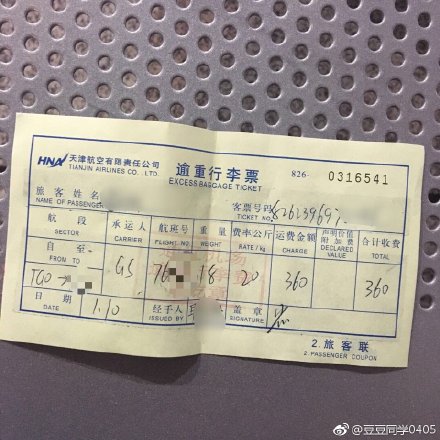 HNA 天津航空有限责任公司
TIANJIN AIRLINES CO., LTD.
逾重行李票
EXCESS BAGGAGE TICKET
826- 0316541
旅客姓名
NAME OF PASSENGER
客票号码
TICKET NO.
航段 承运人 航班号 重量 费率/公斤 运费金额 声明价值附加费 合计收费
SECTOR CARRIER FLIGHT NO. WEIGHT RATE/Kg CHARGE DECLARED VALUE TOTAL
自 至
FROM TO
TGO→ GS 76 18 20 360 360
日期 1.10 经手人 盖章
DATE ISSUED BY SIGNATURE
2.旅客联
2.PASSENGER COUPON
@豆豆同学0405